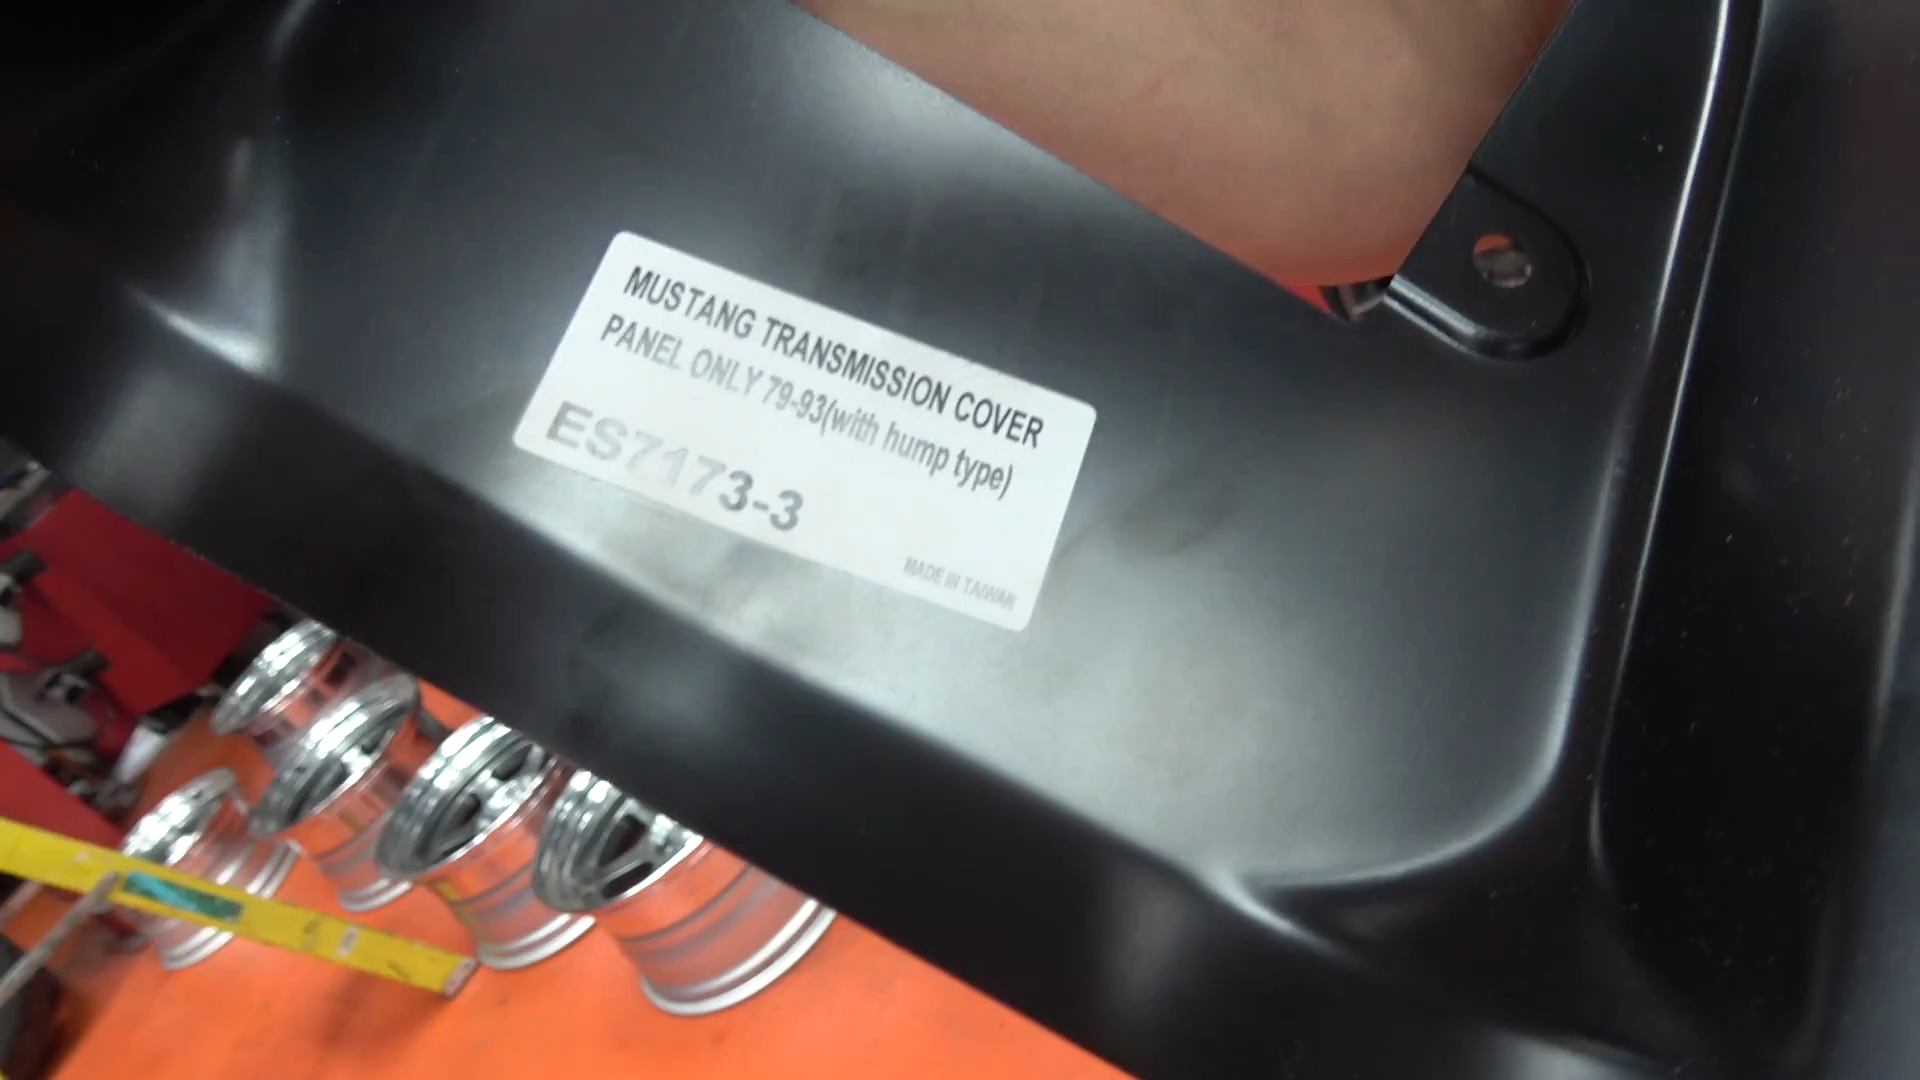 MUSTANG TRANSMISSION COVER
PANEL ONLY 79-93(with hump type)
ES7173-3
MADE IN TAIWAN